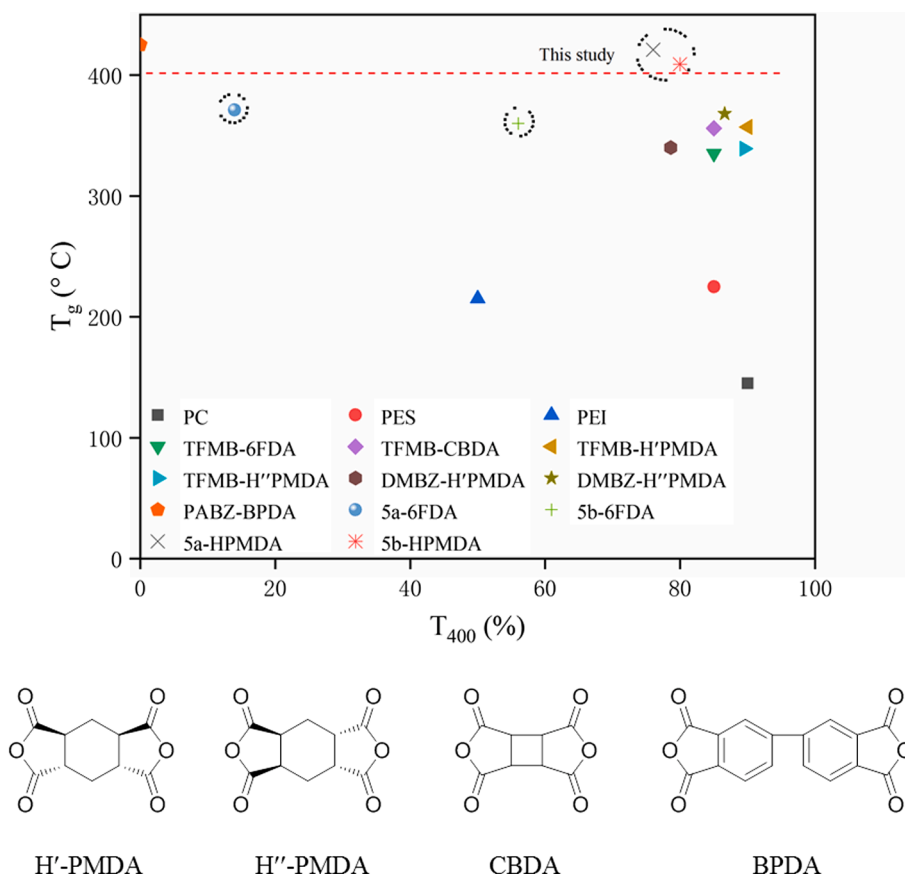 This study
400
300
200
100
0
T_g (° C)
PC PES PEI
TFMB-6FDA TFMB-CBDA TFMB-H'PMDA
TFMB-H''PMDA DMBZ-H'PMDA DMBZ-H''PMDA
PABZ-BPDA 5a-6FDA 5b-6FDA
5a-HPMDA 5b-HPMDA
0 20 40 60 80 100
T_400 (%)
O O O O O O O O
O O O O O O O O
O O O O
H'-PMDA H''-PMDA CBDA BPDA